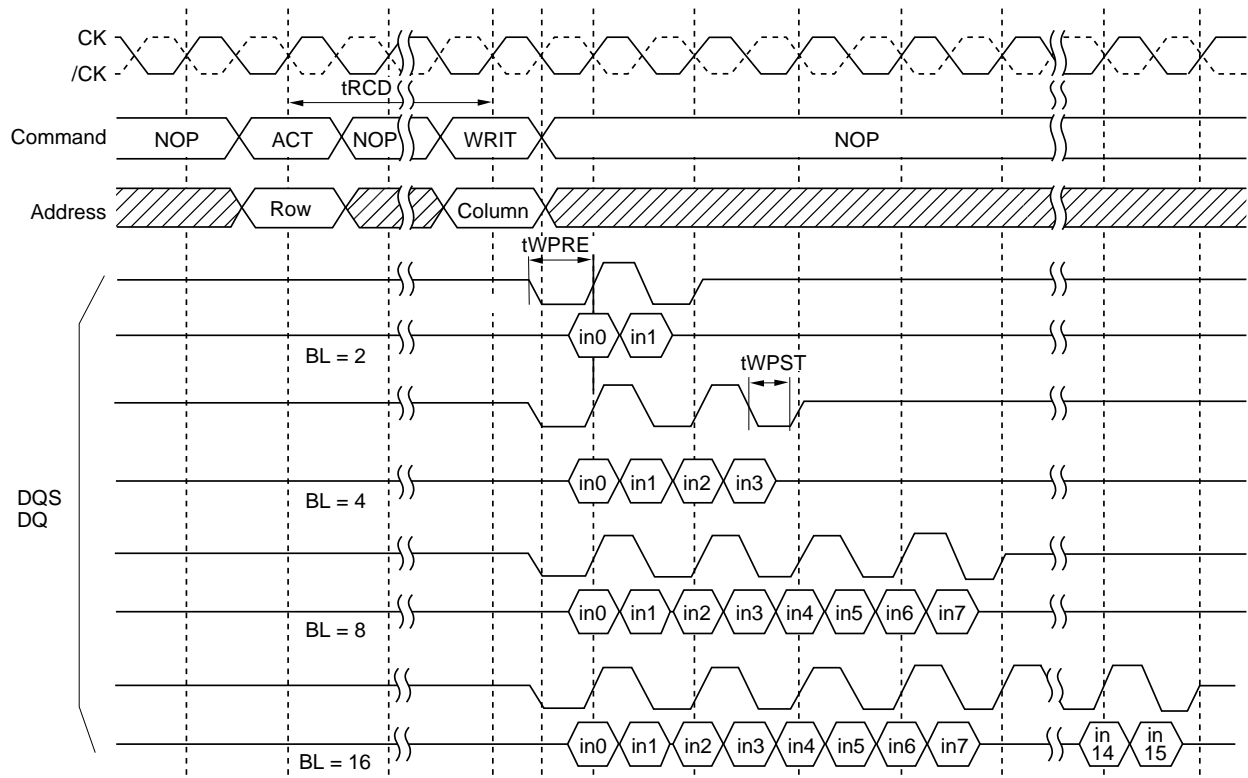 CK
/CK
tRCD
Command NOP ACT NOP WRIT NOP
Address Row Column
tWPRE
in0 in1
BL = 2
tWPST
in0 in1 in2 in3
BL = 4
DQS
DQ
in0 in1 in2 in3 in4 in5 in6 in7
BL = 8
in0 in1 in2 in3 in4 in5 in6 in7 in 14 in 15
BL = 16